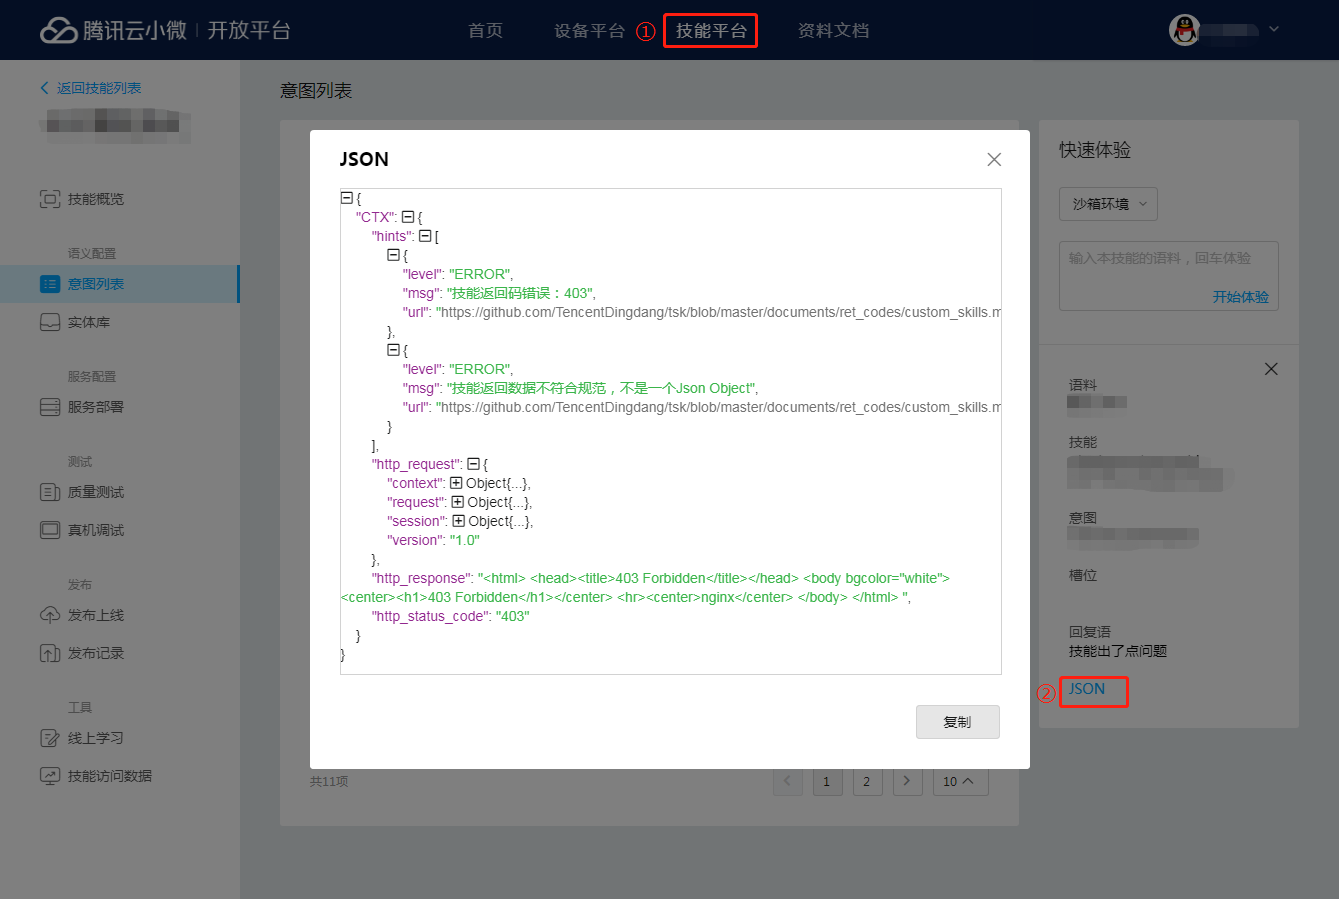 腾讯云小微 | 开放平台
首页
设备平台
① 技能平台
资料文档
返回技能列表
技能概览
语义配置
意图列表
实体库
服务配置
服务部署
测试
质量测试
真机调试
发布
发布上线
发布记录
工具
线上学习
技能访问数据
意图列表
JSON
{
"CTX": {
"hints": [
{
"level": "ERROR",
"msg": "技能返回码错误：403",
"url": "https://github.com/TencentDingdang/tsk/blob/master/documents/ret_codes/custom_skills.m
},
{
"level": "ERROR",
"msg": "技能返回数据不符合规范，不是一个Json Object",
"url": "https://github.com/TencentDingdang/tsk/blob/master/documents/ret_codes/custom_skills.m
}
],
"http_request": {
"context": Object{...},
"request": Object{...},
"session": Object{...},
"version": "1.0"
},
"http_response": "<html> <head><title>403 Forbidden</title></head> <body bgcolor="white">
<center><h1>403 Forbidden</h1></center> <hr><center>nginx</center> </body> </html> ",
"http_status_code": "403"
}
}
复制
共11项
1
2
10
快速体验
沙箱环境
输入本技能的语料，回车体验
开始体验
语料
技能
意图
槽位
回复语
技能出了点问题
② JSON